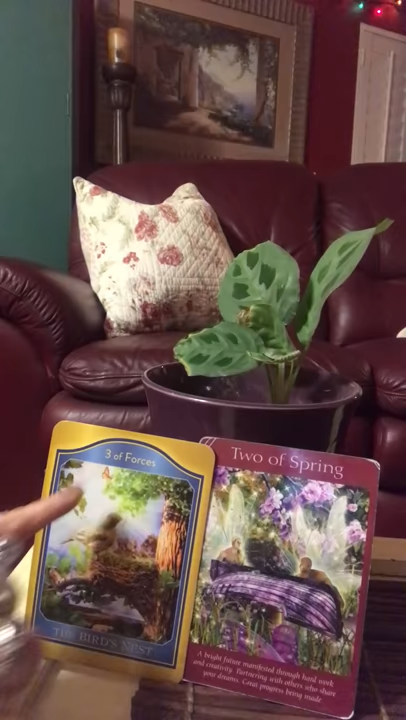 3 of Forces
THE BIRD'S NEST
Two of Spring
A bright future manifested through hard work
and creativity. Partnering with others who share
your dreams. Great progress being made